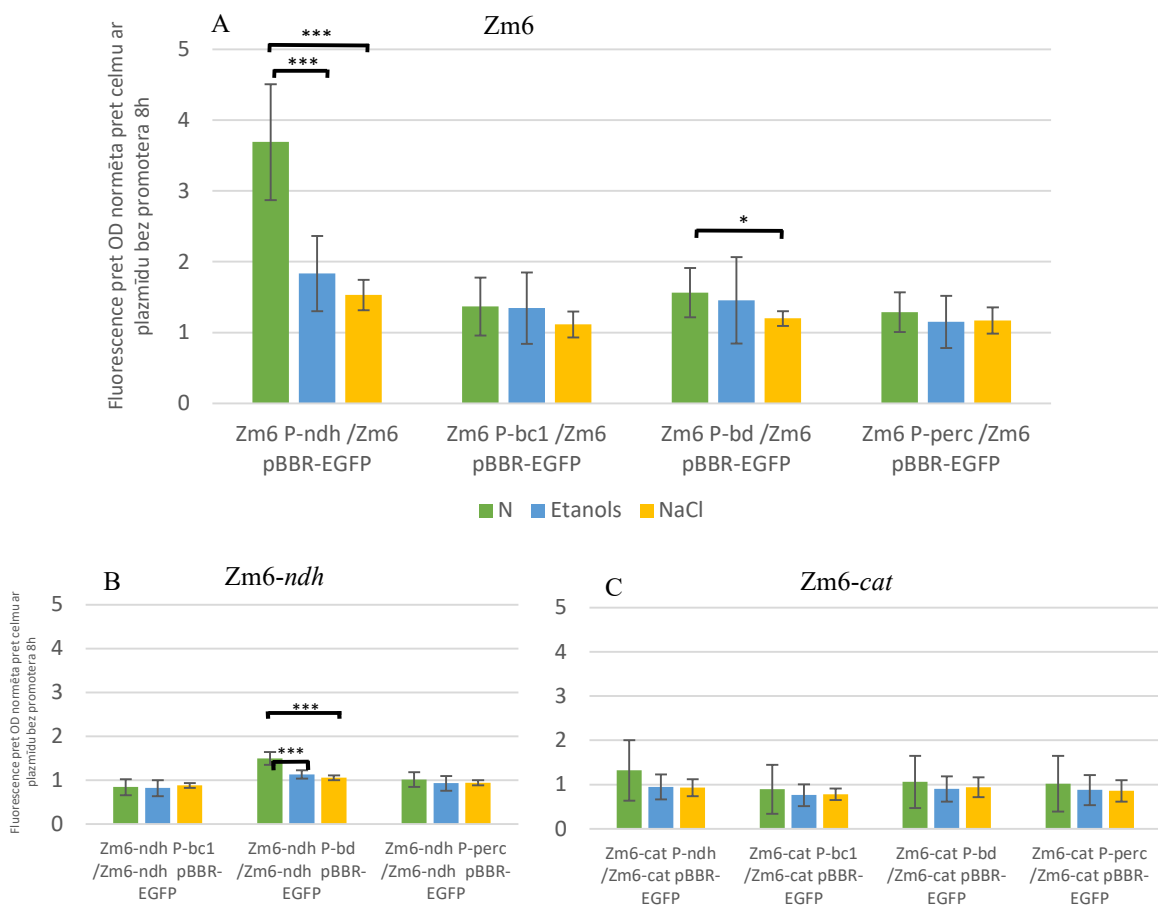 A
Zm6
Fluorescence pret OD normēta pret celmu ar
plazmīdu bez promotera 8h
5
4
3
2
1
0
***
***
*
Zm6 P-ndh /Zm6
pBBR-EGFP
Zm6 P-bc1 /Zm6
pBBR-EGFP
Zm6 P-bd /Zm6
pBBR-EGFP
Zm6 P-perc /Zm6
pBBR-EGFP
N
Etanols
NaCl
B
Zm6-ndh
Fluorescence pret OD normēta pret celmu ar
plazmīdu bez promotera 8h
5
4
3
2
1
0
***
***
Zm6-ndh P-bc1
/Zm6-ndh pBBR-
EGFP
Zm6-ndh P-bd
/Zm6-ndh pBBR-
EGFP
Zm6-ndh P-perc
/Zm6-ndh pBBR-
EGFP
C
Zm6-cat
5
4
3
2
1
0
Zm6-cat P-ndh
/Zm6-cat pBBR-
EGFP
Zm6-cat P-bc1
/Zm6-cat pBBR-
EGFP
Zm6-cat P-bd
/Zm6-cat pBBR-
EGFP
Zm6-cat P-perc
/Zm6-cat pBBR-
EGFP